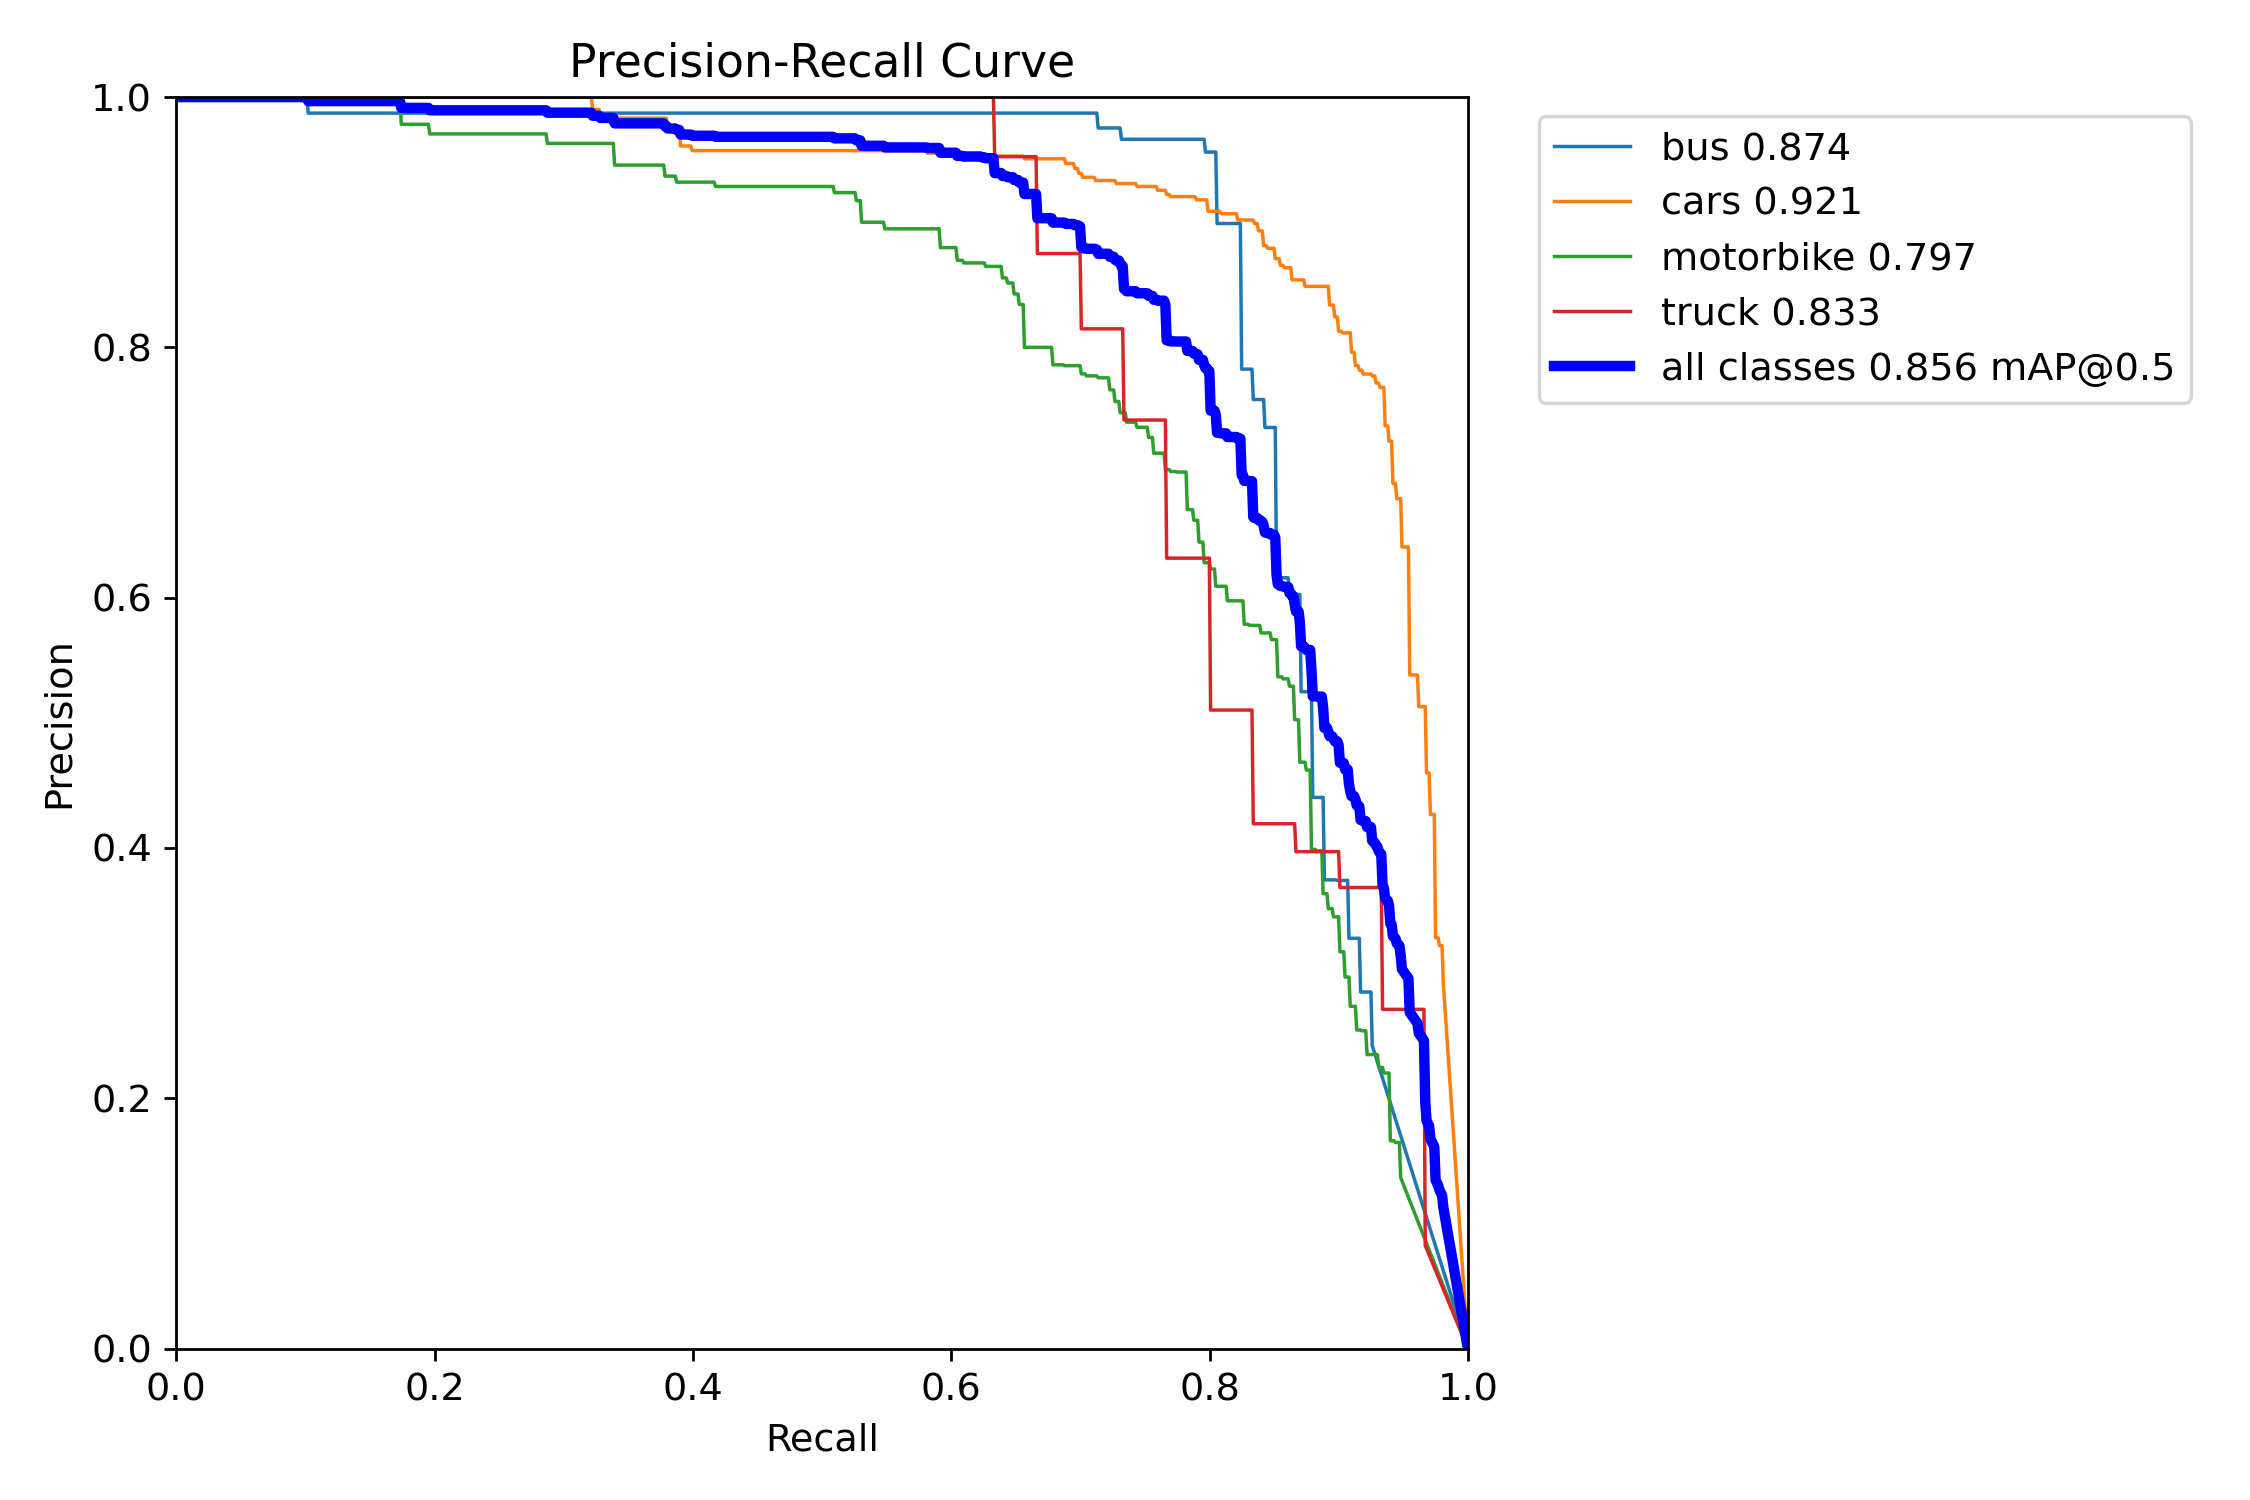 Precision-Recall Curve
1.0
0.8
0.6
0.4
0.2
0.0
Precision
0.0 0.2 0.4 0.6 0.8 1.0
Recall
bus 0.874
cars 0.921
motorbike 0.797
truck 0.833
all classes 0.856 mAP@0.5